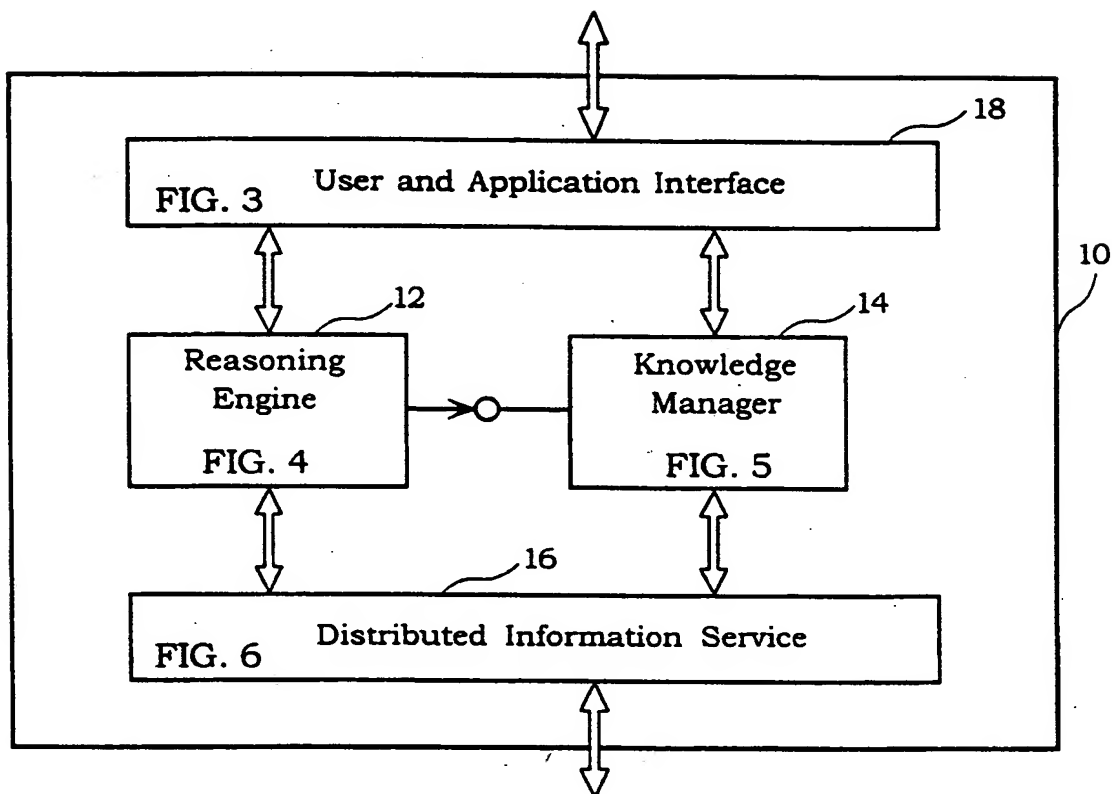 18
User and Application Interface
FIG. 3
10
12
14
Reasoning
Engine
FIG. 4
Knowledge
Manager
FIG. 5
16
Distributed Information Service
FIG. 6